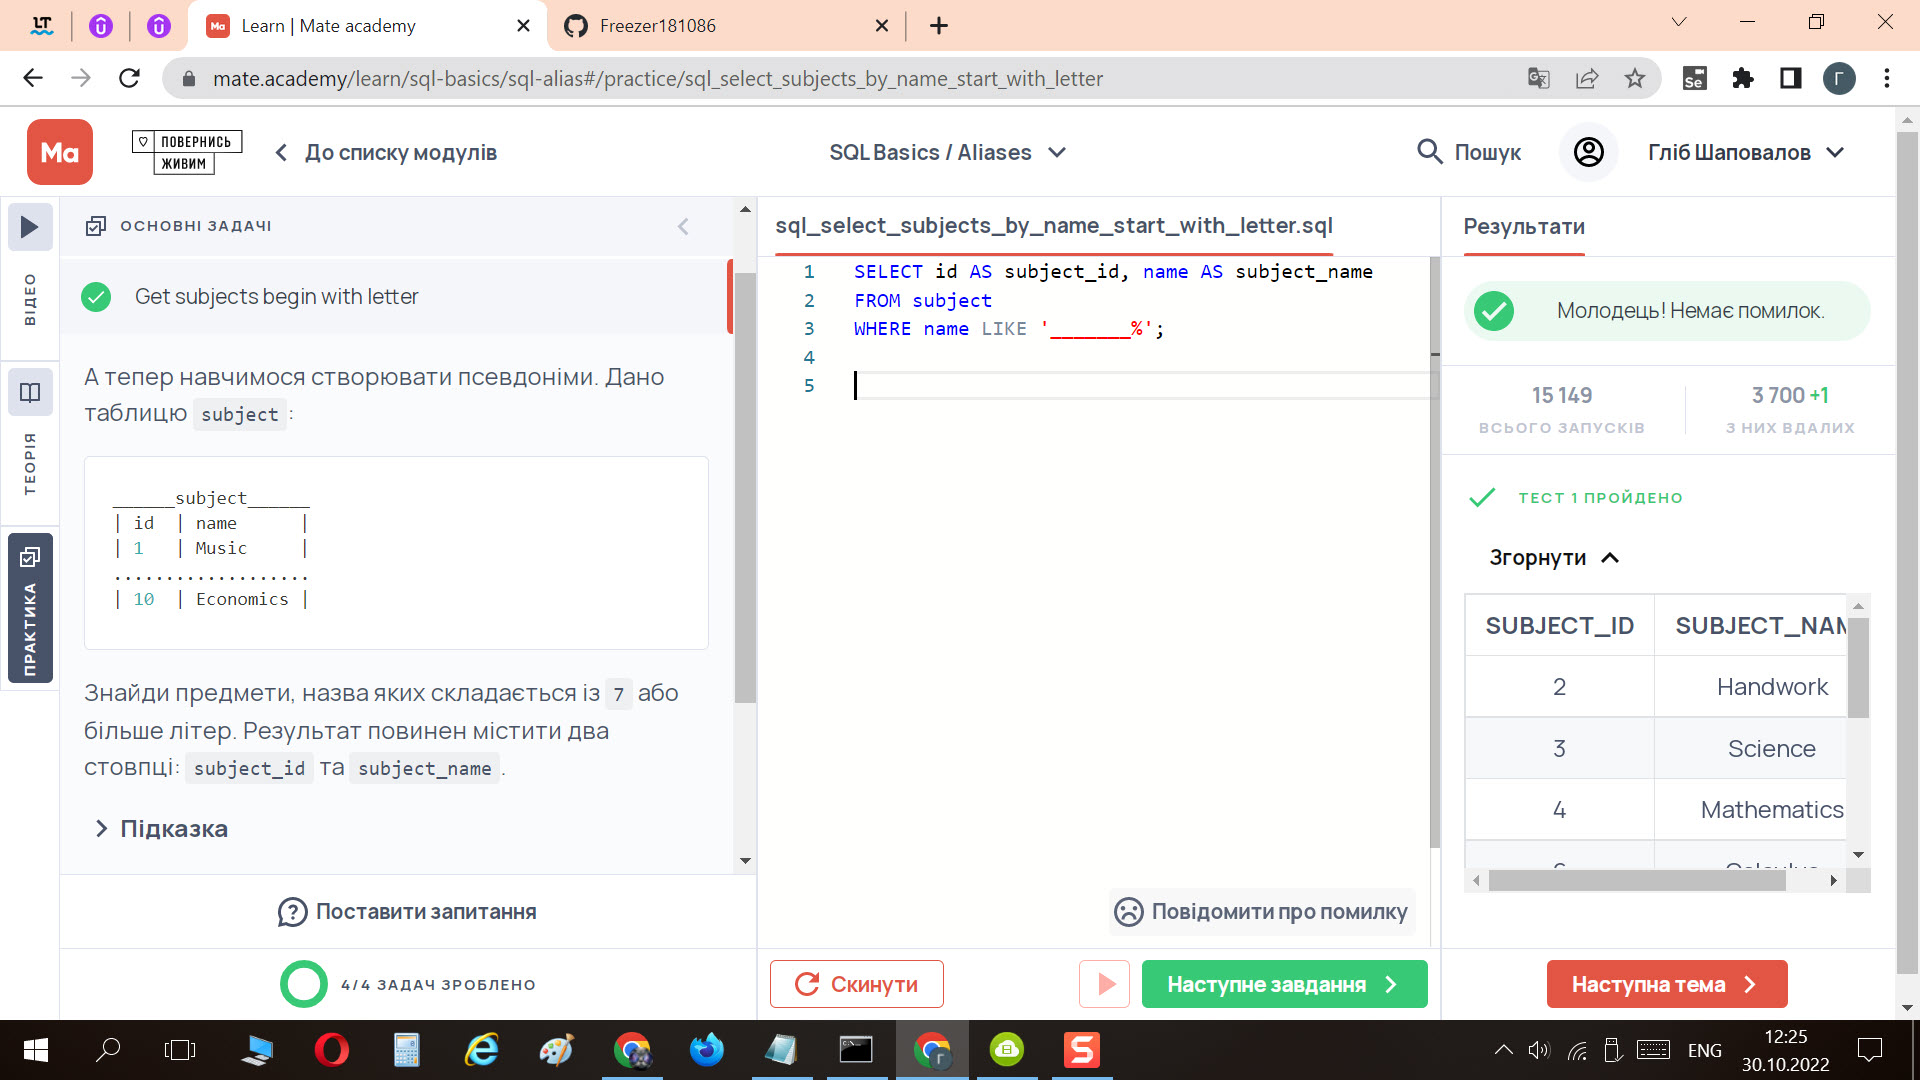 Learn | Mate academy
Freezer181086
mate.academy/learn/sql-basics/sql-alias#/practice/sql_select_subjects_by_name_start_with_letter
Se
Г
Ma
ПОВЕРНИСЬ
ЖИВИМ
До списку модулів
SQL Basics / Aliases
Пошук
Гліб Шаповалов
ВІДЕО
ТЕОРІЯ
ПРАКТИКА
ОСНОВНІ ЗАДАЧІ
Get subjects begin with letter
А тепер навчимося створювати псевдоніми. Дано
таблицю subject:
______subject______
| id  | name      |
| 1   | Music     |
...................
| 10  | Economics |
Знайди предмети, назва яких складається із 7 або
більше літер. Результат повинен містити два
стовпці: subject_id та subject_name.
Підказка
Поставити запитання
4/4 ЗАДАЧ ЗРОБЛЕНО
sql_select_subjects_by_name_start_with_letter.sql
1 SELECT id AS subject_id, name AS subject_name
2 FROM subject
3 WHERE name LIKE '_______%';
4
5
Повідомити про помилку
Скинути
Наступне завдання
Результати
Молодець! Немає помилок.
15 149
ВСЬОГО ЗАПУСКІВ
3 700 +1
З НИХ ВДАЛИХ
ТЕСТ 1 ПРОЙДЕНО
Згорнути
SUBJECT_ID SUBJECT_NAM
2 Handwork
3 Science
4 Mathematics
6 Calculus
Наступна тема
ENG
12:25
30.10.2022